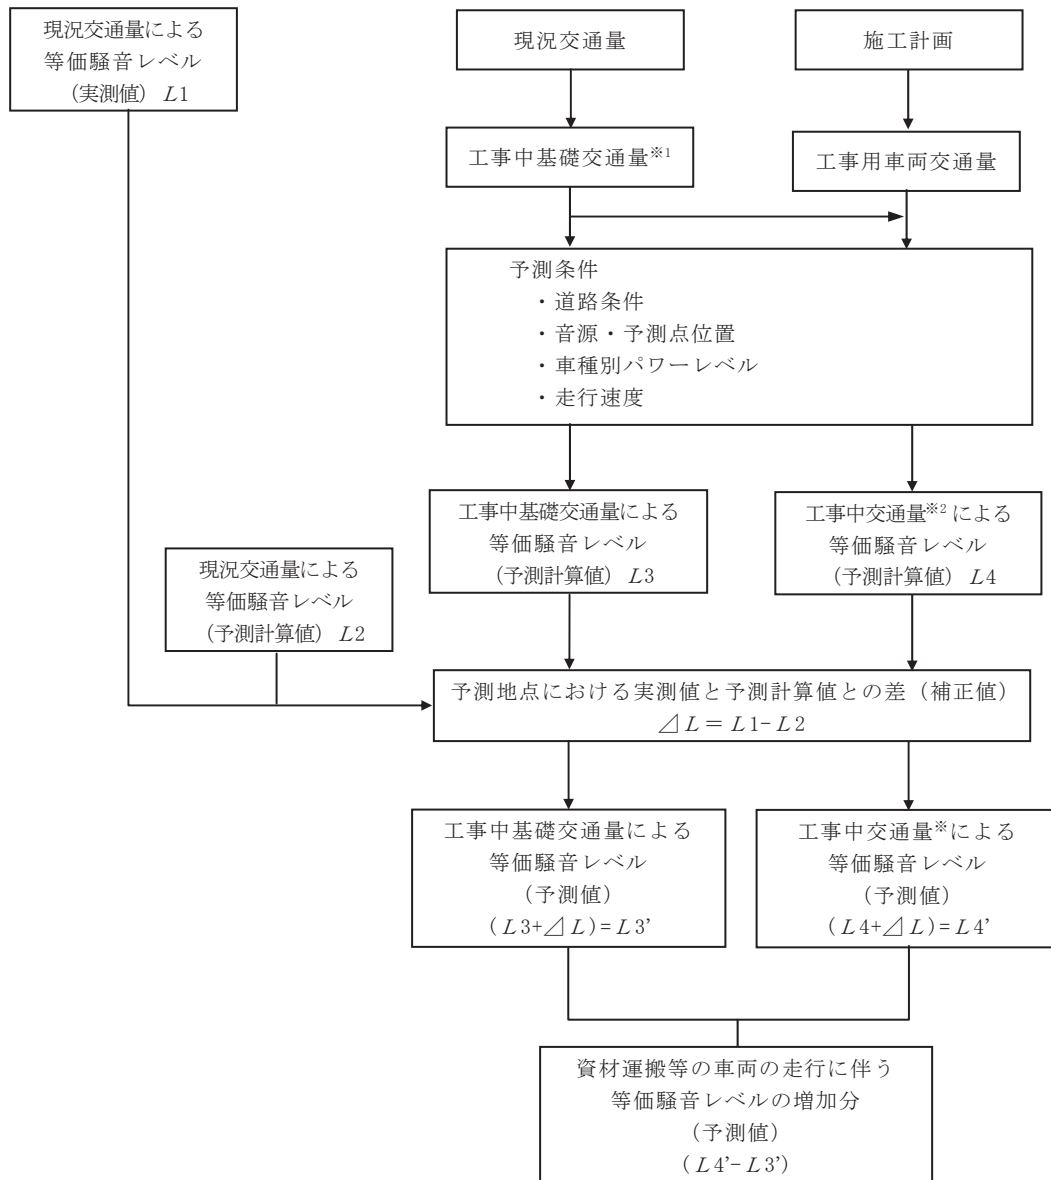 現況交通量による
等価騒音レベル
(実測値) L1
現況交通量
施工計画
工事中基礎交通量※1
工事用車両交通量
予測条件
・道路条件
・音源・予測点位置
・車種別パワーレベル
・走行速度
工事中基礎交通量による
等価騒音レベル
(予測計算値) L3
工事中交通量※2 による
等価騒音レベル
(予測計算値) L4
現況交通量による
等価騒音レベル
(予測計算値) L2
予測地点における実測値と予測計算値との差（補正値）
⊿L＝L1-L2
工事中基礎交通量による
等価騒音レベル
(予測値)
(L3+⊿L)=L3’
工事中交通量※による
等価騒音レベル
(予測値)
(L4+⊿L)=L4’
資材運搬等の車両の走行に伴う
等価騒音レベルの増加分
(予測値)
(L4’-L3’)